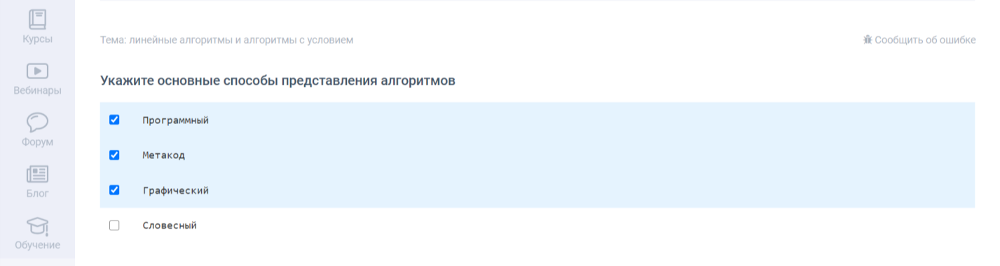 Курсы
Вебинары
Форум
Блог
Обучение
Тема: линейные алгоритмы и алгоритмы с условием
Сообщить об ошибке
Укажите основные способы представления алгоритмов
Программный
Метакод
Графический
Словесный